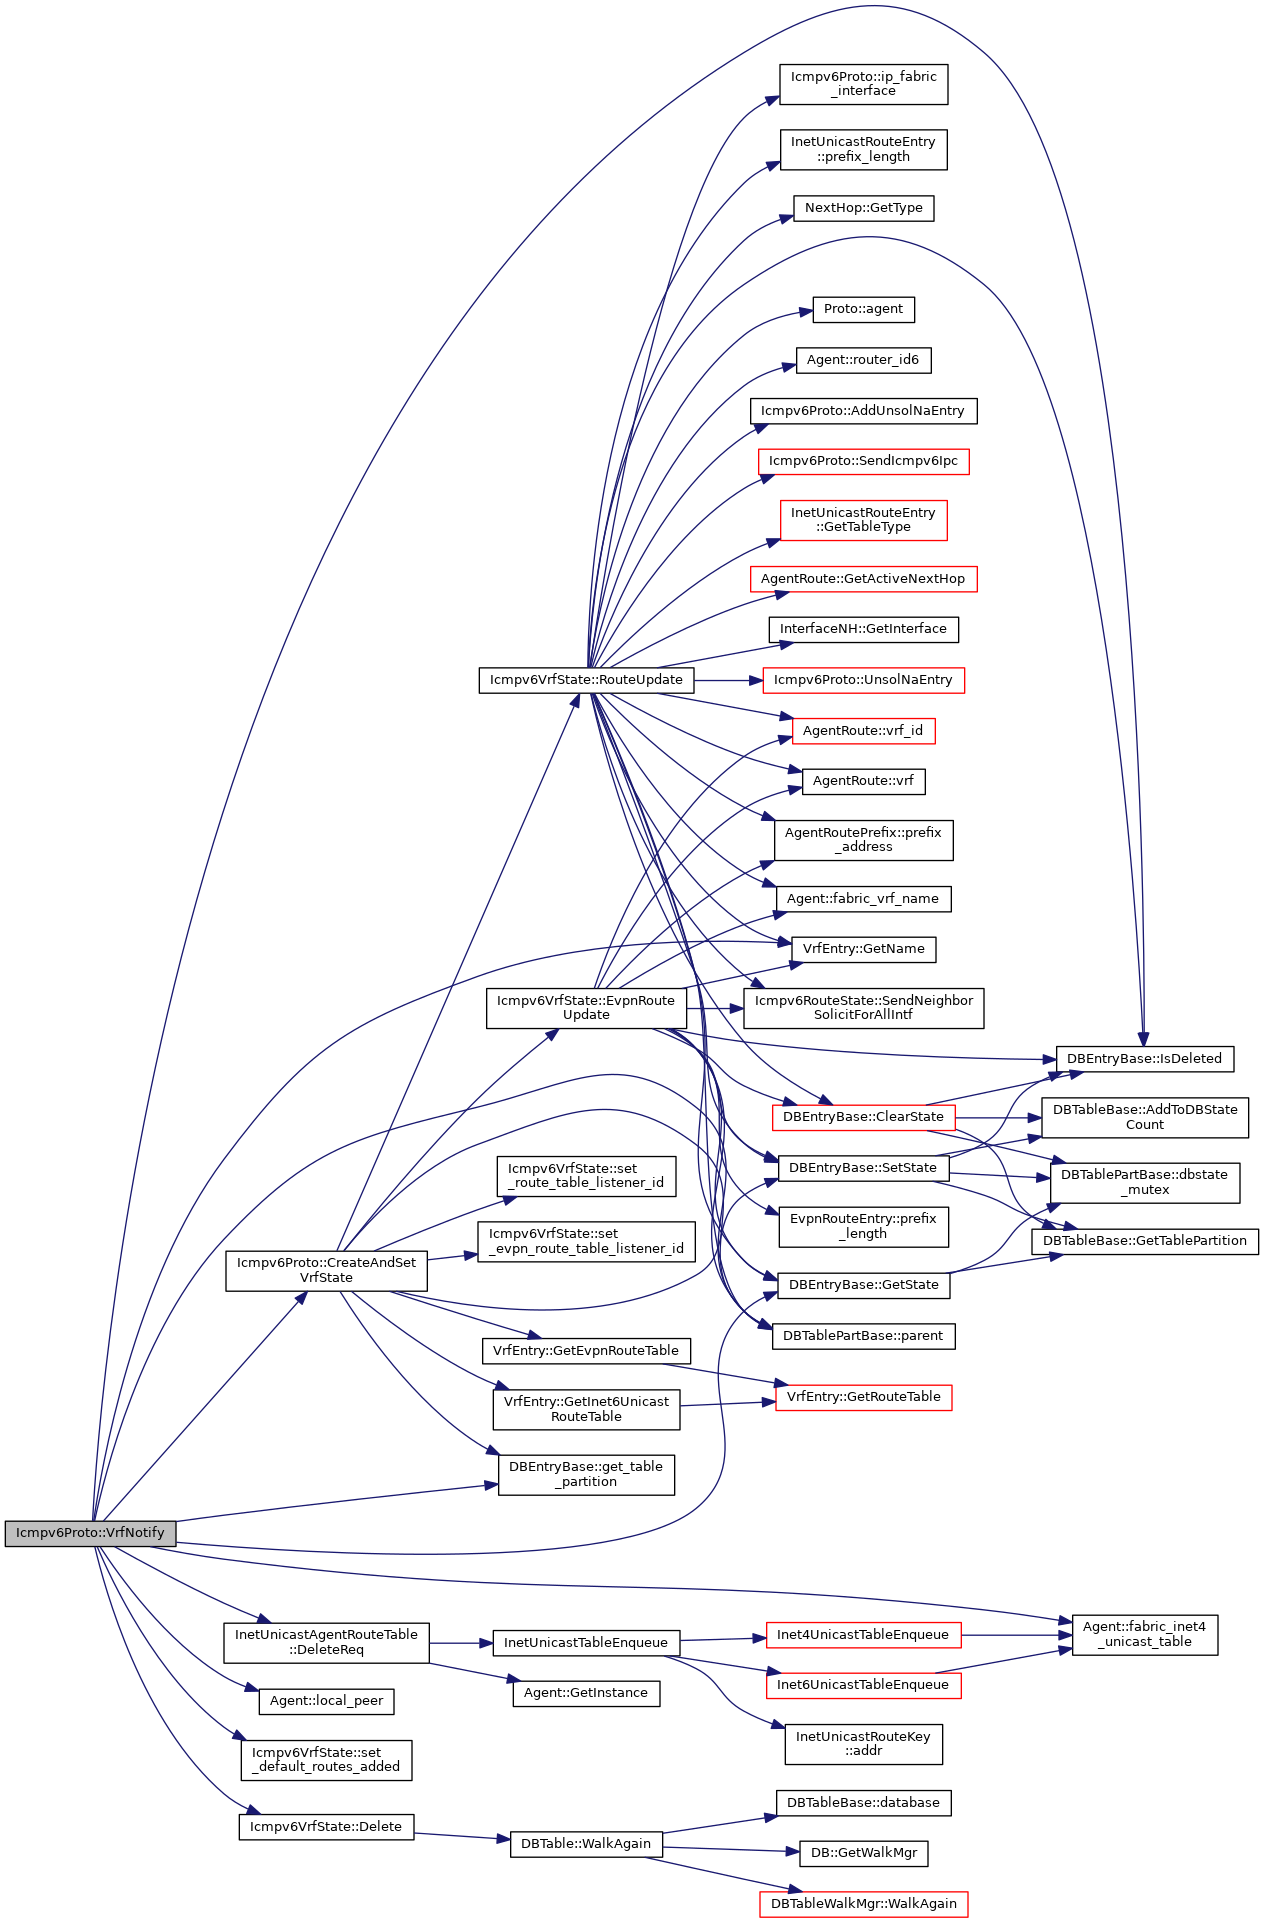 Icmpv6Proto::ip_fabric
_interface
InetUnicastRouteEntry
::prefix_length
NextHop::GetType
Proto::agent
Agent::router_id6
Icmpv6Proto::AddUnsolNaEntry
Icmpv6Proto::SendIcmpv6Ipc
InetUnicastRouteEntry
::GetTableType
AgentRoute::GetActiveNextHop
InterfaceNH::GetInterface
Icmpv6VrfState::RouteUpdate
Icmpv6Proto::UnsolNaEntry
AgentRoute::vrf_id
AgentRoute::vrf
AgentRoutePrefix::prefix
_address
Agent::fabric_vrf_name
VrfEntry::GetName
Icmpv6VrfState::EvpnRoute
Update
Icmpv6RouteState::SendNeighbor
SolicitForAllIntf
DBEntryBase::IsDeleted
DBEntryBase::ClearState
DBTableBase::AddToDBState
Count
DBEntryBase::SetState
DBTablePartBase::dbstate
_mutex
Icmpv6VrfState::set
_route_table_listener_id
EvpnRouteEntry::prefix
_length
Icmpv6VrfState::set
_evpn_route_table_listener_id
DBTableBase::GetTablePartition
Icmpv6Proto::CreateAndSet
VrfState
DBEntryBase::GetState
DBTablePartBase::parent
VrfEntry::GetEvpnRouteTable
VrfEntry::GetRouteTable
VrfEntry::GetInet6Unicast
RouteTable
DBEntryBase::get_table
_partition
Icmpv6Proto::VrfNotify
InetUnicastAgentRouteTable
::DeleteReq
InetUnicastTableEnqueue
Inet4UnicastTableEnqueue
Agent::fabric_inet4
_unicast_table
Inet6UnicastTableEnqueue
Agent::GetInstance
Agent::local_peer
InetUnicastRouteKey
::addr
Icmpv6VrfState::set
_default_routes_added
DBTableBase::database
Icmpv6VrfState::Delete
DBTable::WalkAgain
DB::GetWalkMgr
DBTableWalkMgr::WalkAgain